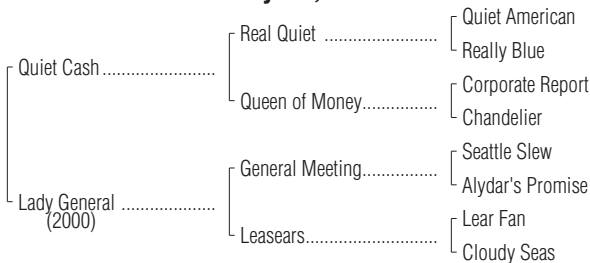 Quiet American
Real Quiet ......................
Really Blue
Quiet Cash ......................
Corporate Report
Queen of Money ................
Chandelier
Seattle Slew
General Meeting ................
Alydar's Promise
Lady General ..................
(2000)
Lear Fan
Leasears ..........................
Cloudy Seas